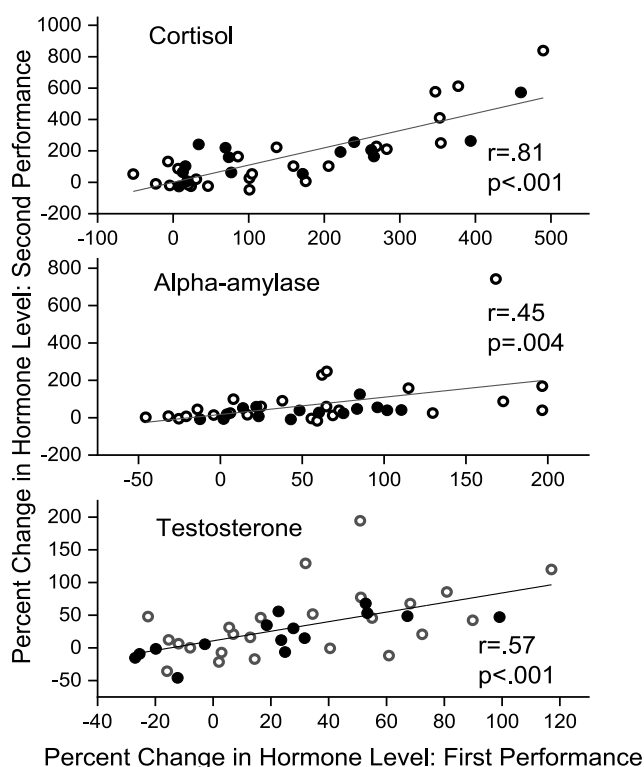 Percent Change in Hormone Level: Second Performance
1000
800
600
400
200
0
-200
Cortisol
r=.81
p<.001
-100 0 100 200 300 400 500
800
600
400
200
0
-200
Alpha-amylase
r=.45
p=.004
-50 0 50 100 150 200
200
150
100
50
0
-50
Testosterone
r=.57
p<.001
-40 -20 0 20 40 60 80 100 120
Percent Change in Hormone Level: First Performance